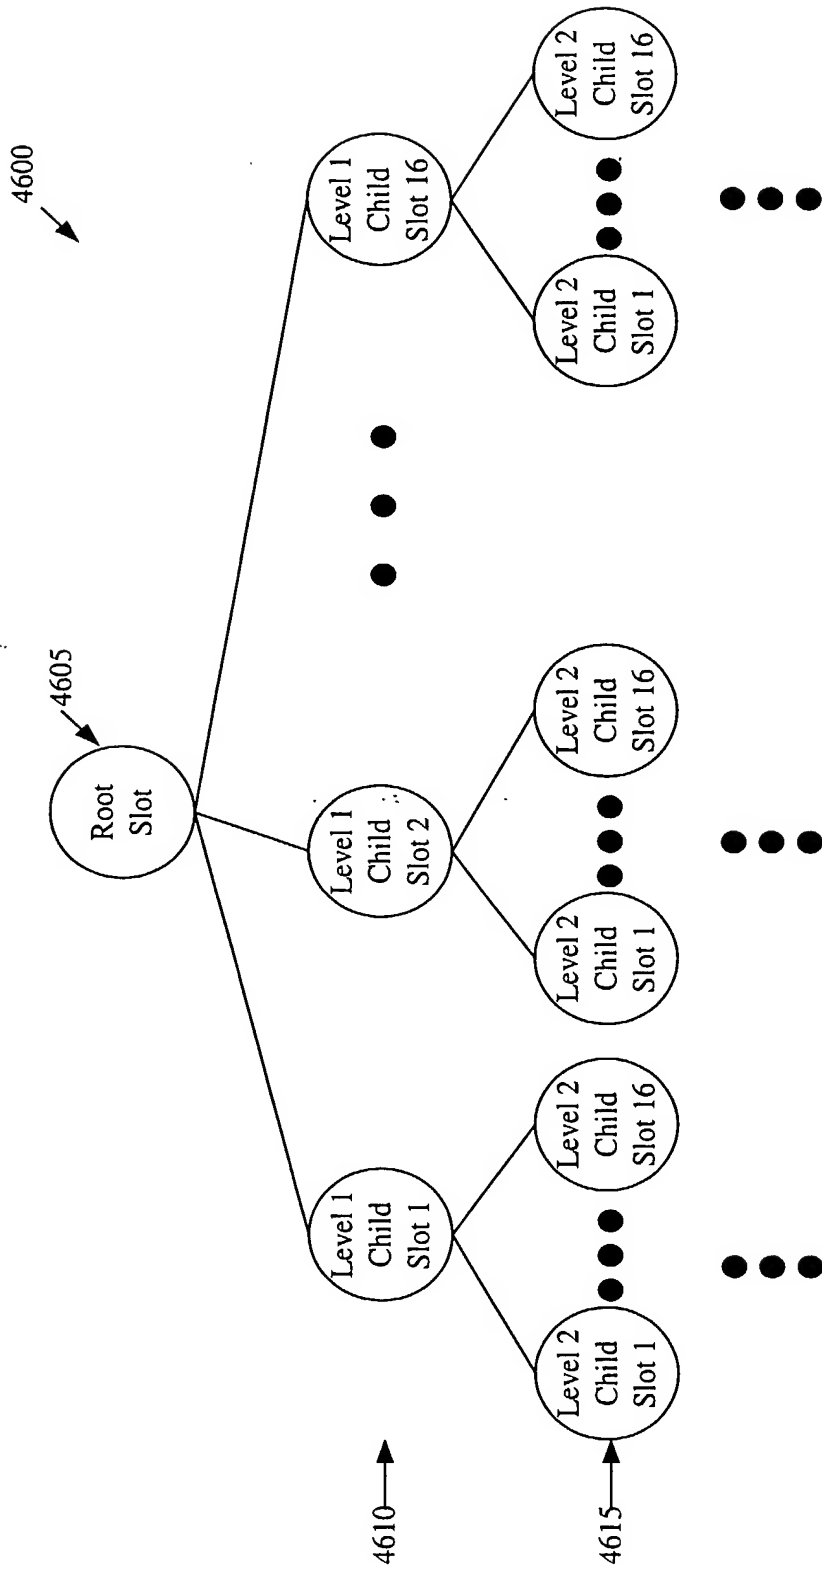 4600
4605
Root
Slot
4610
Level 1
Child
Slot 1
Level 1
Child
Slot 2
Level 1
Child
Slot 16
4615
Level 2
Child
Slot 1
Level 2
Child
Slot 16
Level 2
Child
Slot 1
Level 2
Child
Slot 16
Level 2
Child
Slot 1
Level 2
Child
Slot 16